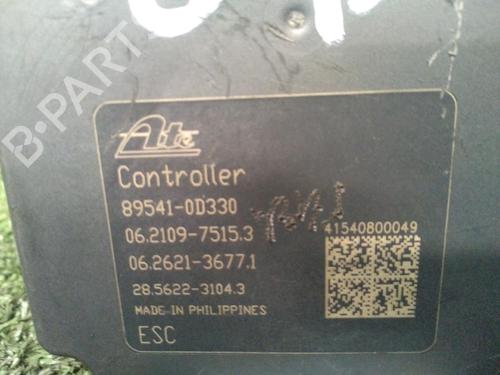 B-PARTS
Ate
Controller
89541-0D330
06.2109-7515.3
41540800049
06.2621-3677.1
28.5622-3104.3
MADE IN PHILIPPINES
ESC